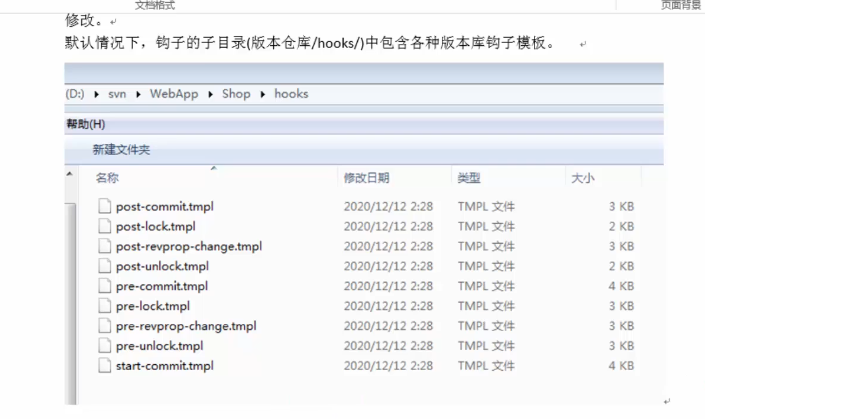 文档格式 页面背景
修改。
默认情况下，钩子的子目录(版本仓库/hooks/)中包含各种版本库钩子模板。
(D:) svn WebApp Shop hooks
帮助(H)
新建文件夹
名称 修改日期 类型 大小
post-commit.tmpl 2020/12/12 2:28 TMPL 文件 3 KB
post-lock.tmpl 2020/12/12 2:28 TMPL 文件 2 KB
post-revprop-change.tmpl 2020/12/12 2:28 TMPL 文件 3 KB
post-unlock.tmpl 2020/12/12 2:28 TMPL 文件 2 KB
pre-commit.tmpl 2020/12/12 2:28 TMPL 文件 4 KB
pre-lock.tmpl 2020/12/12 2:28 TMPL 文件 3 KB
pre-revprop-change.tmpl 2020/12/12 2:28 TMPL 文件 3 KB
pre-unlock.tmpl 2020/12/12 2:28 TMPL 文件 3 KB
start-commit.tmpl 2020/12/12 2:28 TMPL 文件 4 KB